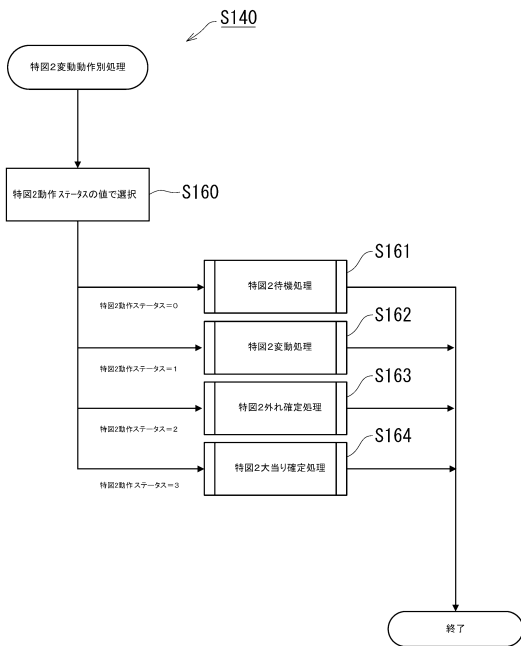 S140
特図２変動動作別処理
特図2動作ステータスの値で選択
S160
S161
特図２待機処理
特図2動作ステータス＝0
S162
特図２変動処理
特図2動作ステータス＝1
S163
特図２外れ確定処理
特図2動作ステータス＝2
S164
特図２大当り確定処理
特図2動作ステータス＝3
終了